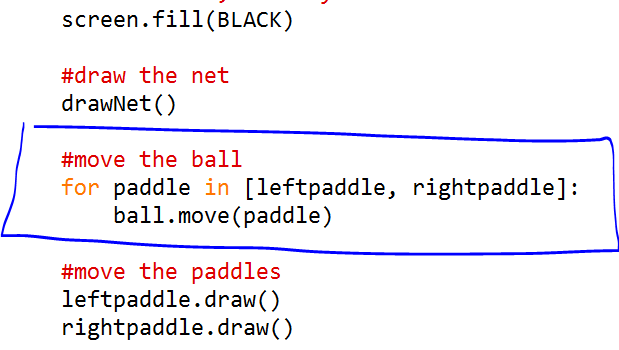 screen.fill(BLACK)
#draw the net
drawNet()
#move the ball
for paddle in [leftpaddle, rightpaddle]:
    ball.move(paddle)
#move the paddles
leftpaddle.draw()
rightpaddle.draw()